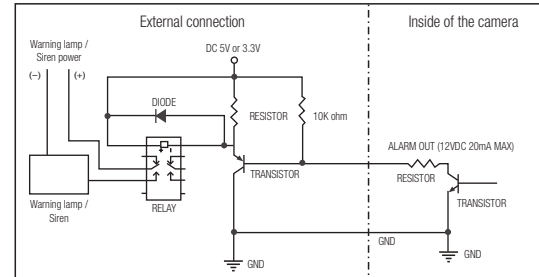 External connection
Inside of the camera
Warning lamp /
Siren power
(−)
(+)
DC 5V or 3.3V
DIODE
RESISTOR
10K ohm
ALARM OUT (12VDC 20mA MAX)
RESISTOR
TRANSISTOR
TRANSISTOR
RELAY
Warning lamp /
Siren
GND
GND
GND